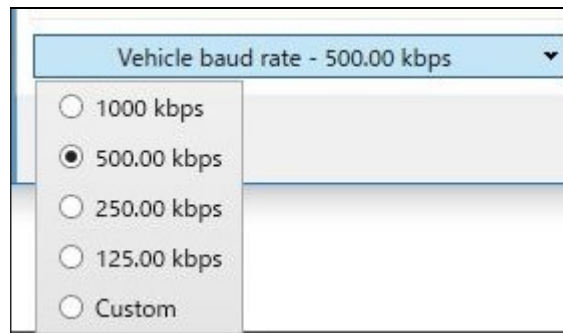 Vehicle baud rate - 500.00 kbps
1000 kbps
500.00 kbps
250.00 kbps
125.00 kbps
Custom